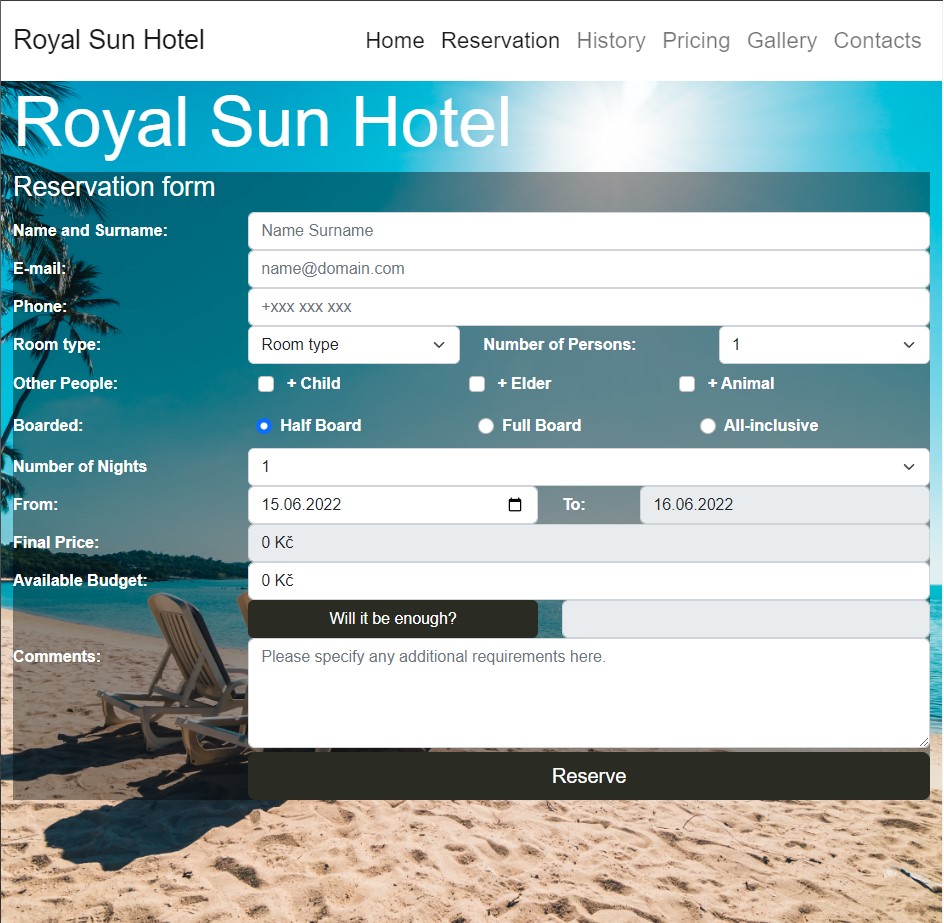 Royal Sun Hotel Home Reservation History Pricing Gallery Contacts
Royal Sun Hotel
Reservation form
Name and Surname: Name Surname
E-mail: name@domain.com
Phone: +xxx xxx xxx
Room type: Room type Number of Persons: 1
Other People: + Child + Elder + Animal
Boarded: Half Board Full Board All-inclusive
Number of Nights 1
From: 15.06.2022 To: 16.06.2022
Final Price: 0 Kč
Available Budget: 0 Kč
Will it be enough?
Comments: Please specify any additional requirements here.
Reserve